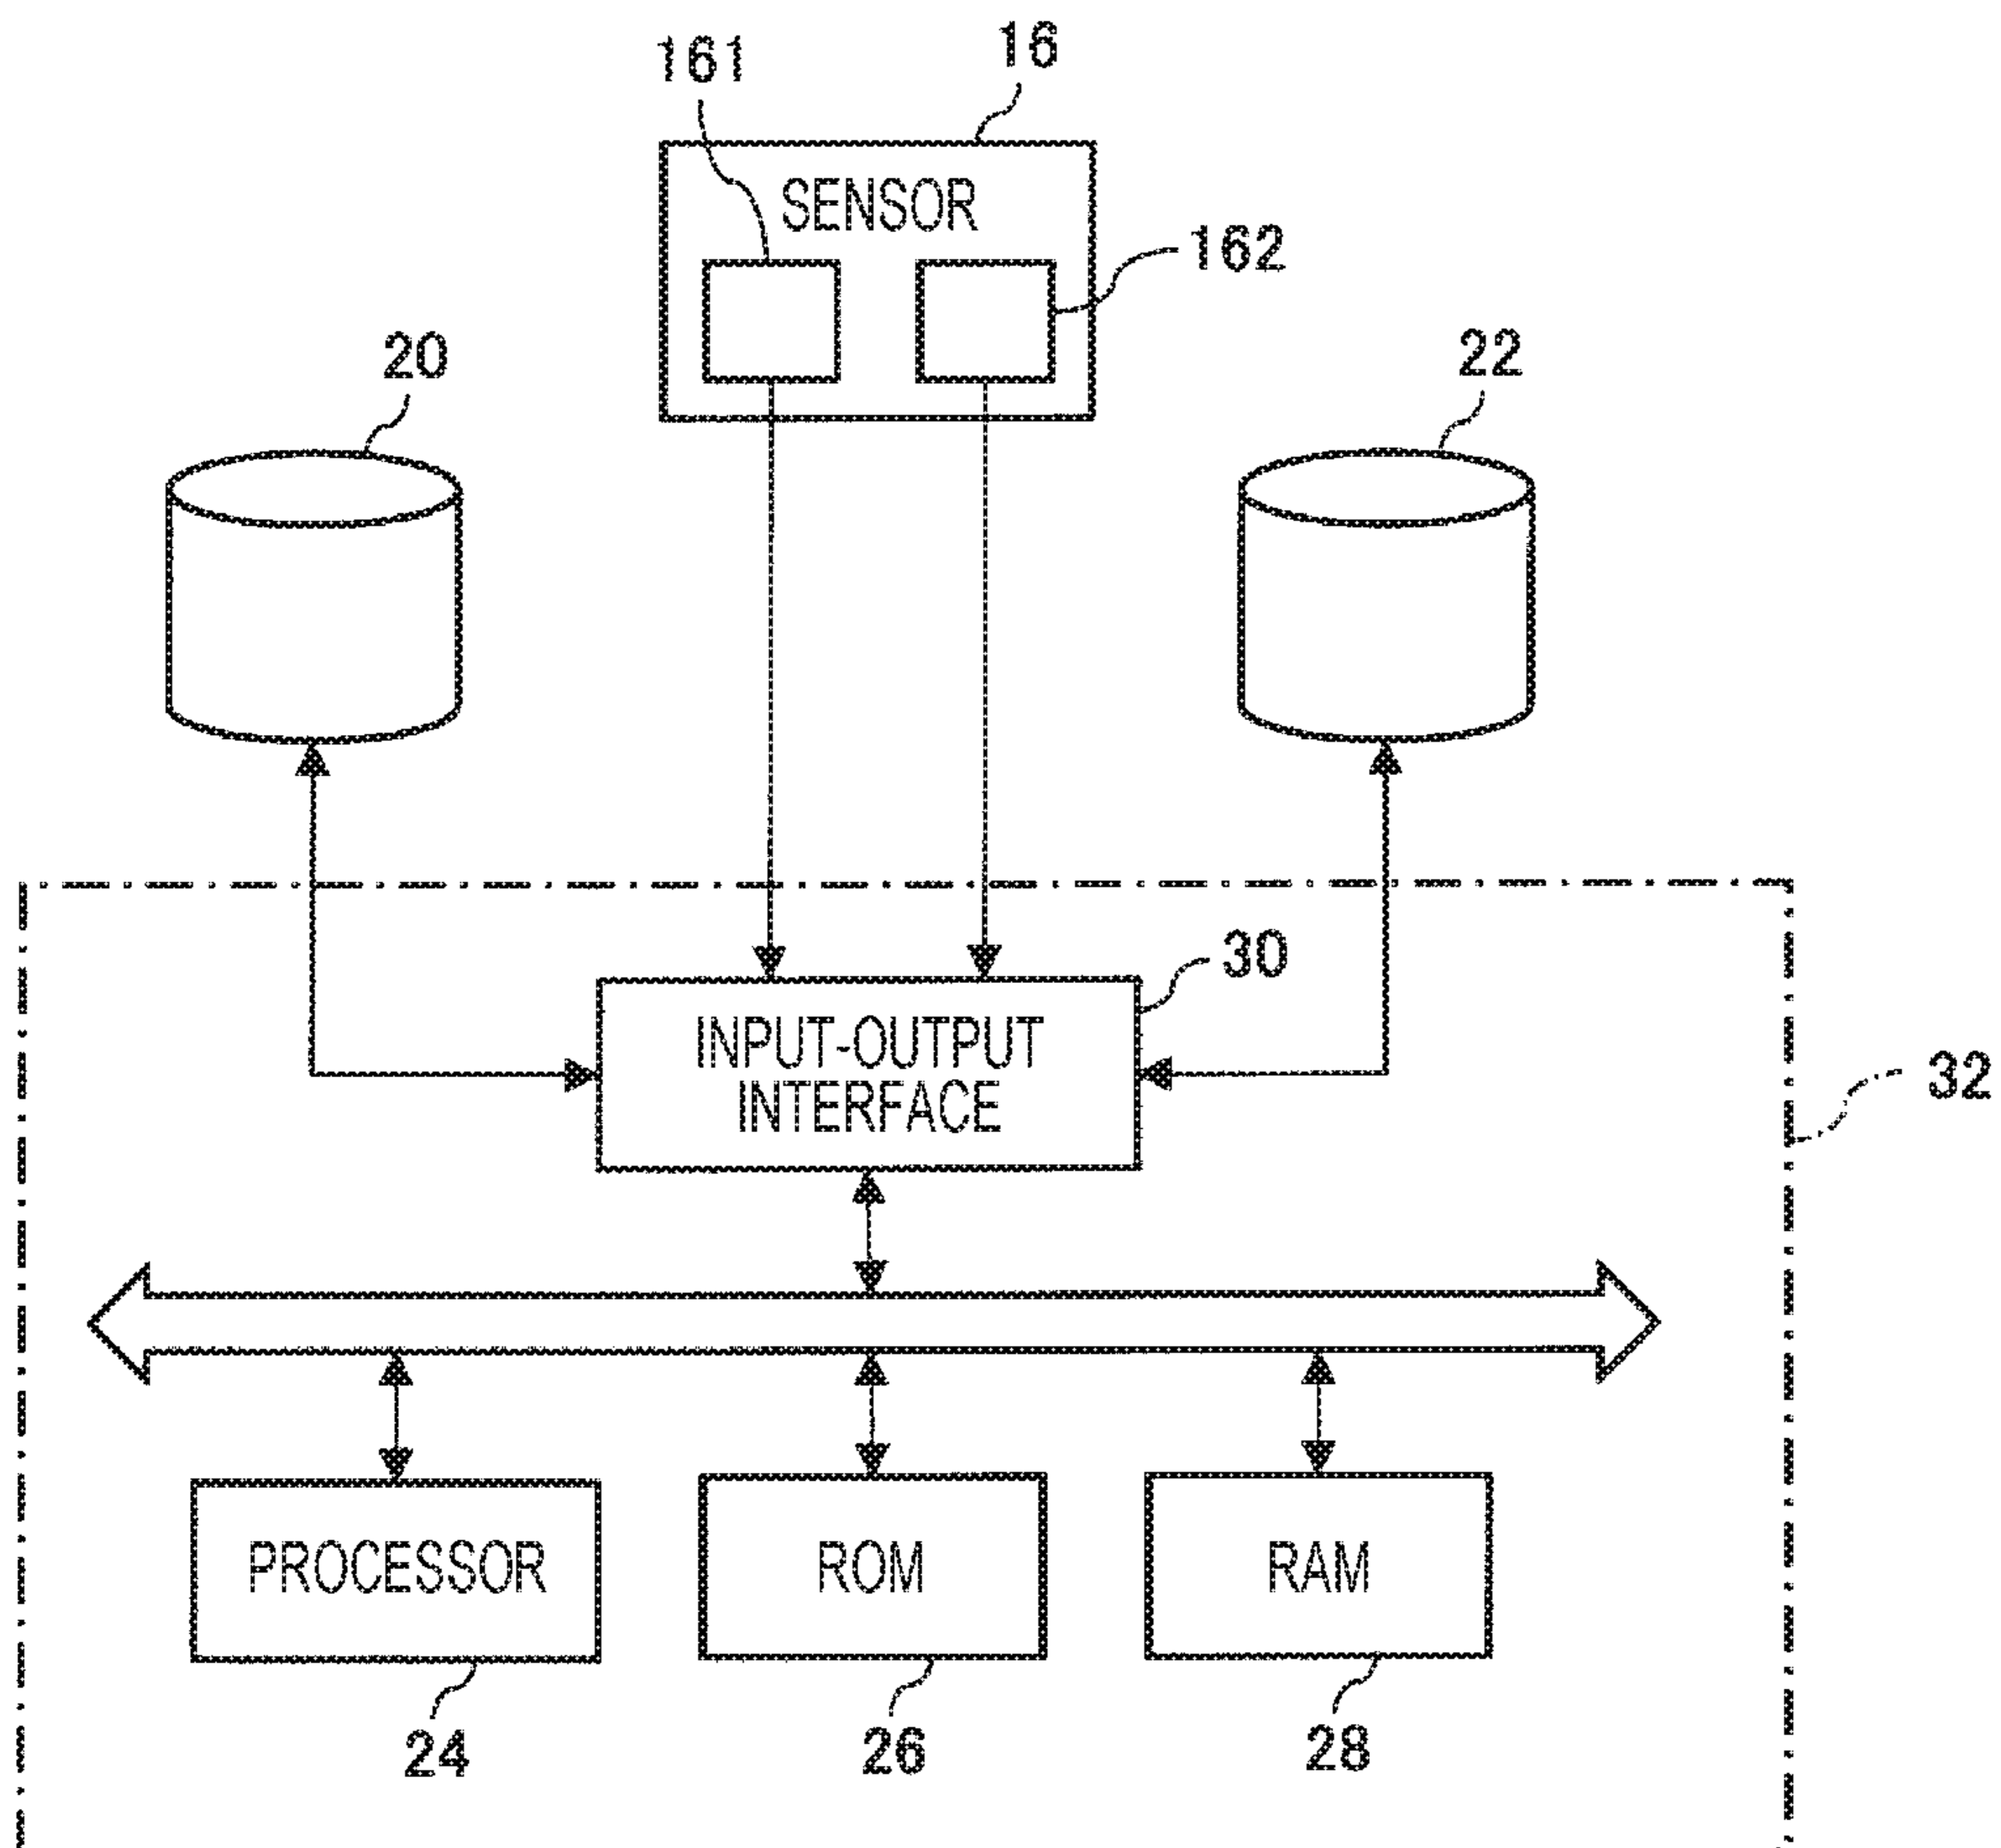 161
16
SENSOR
162
20
22
30
INPUT-OUTPUT
INTERFACE
32
PROCESSOR
ROM
RAM
24
26
28